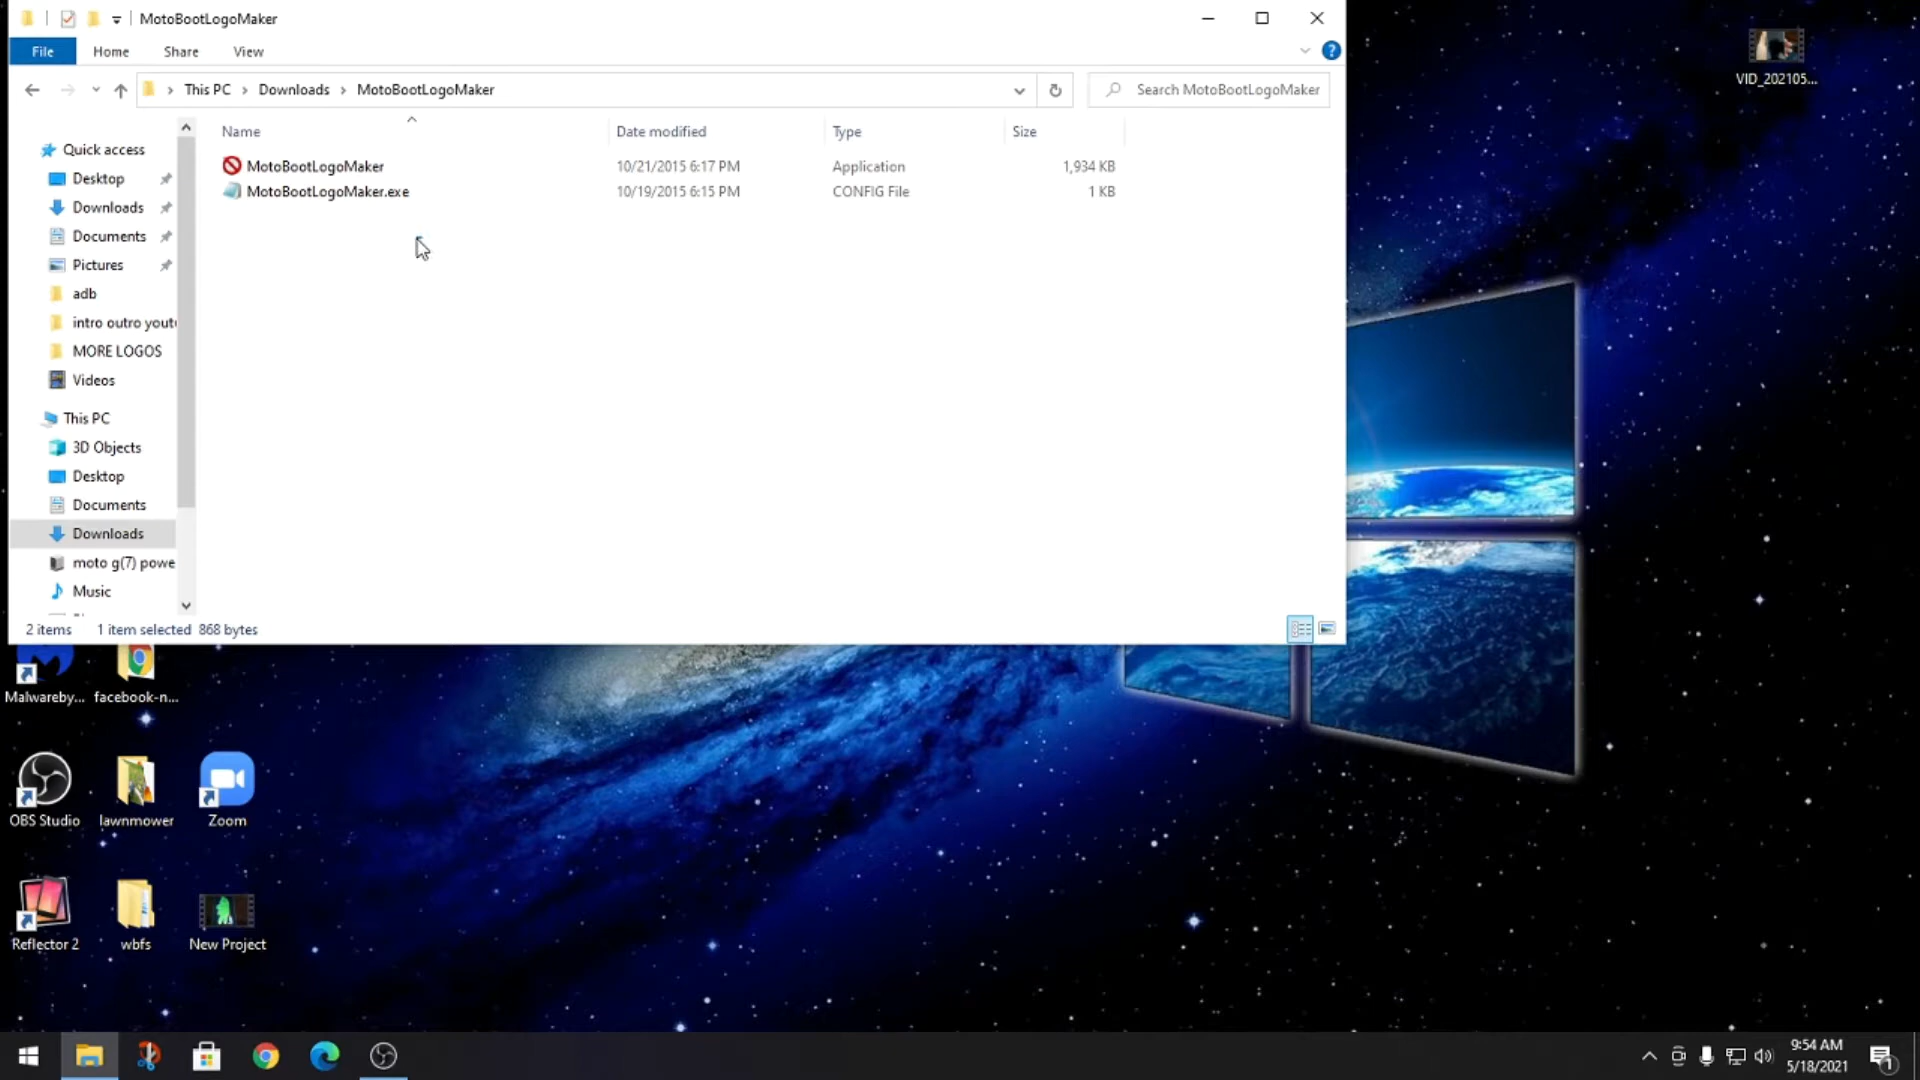 MotoBootLogoMaker
File Home Share View
This PC Downloads MotoBootLogoMaker
Search MotoBootLogoMaker
Name Date modified Type Size
MotoBootLogoMaker 10/21/2015 6:17 PM Application 1,934 KB
MotoBootLogoMaker.exe 10/19/2015 6:15 PM CONFIG File 1 KB
Quick access
Desktop
Downloads
Documents
Pictures
adb
intro outro yout
MORE LOGOS
Videos
This PC
3D Objects
Desktop
Documents
Downloads
moto g(7) powe
Music
2 items 1 item selected 868 bytes
VID_202105...
Malwareby... facebook-n...
OBS Studio lawnmower Zoom
Reflector 2 wbfs New Project
9:54 AM
5/18/2021
1